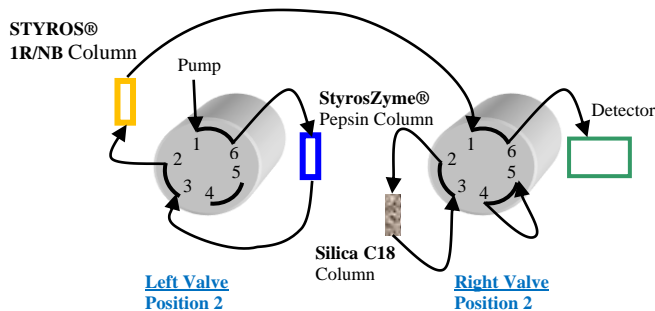 STYROS®
1R/NB Column
Pump
StyrosZyme®
Pepsin Column
Detector
1
6
5
4
3
2
1
6
5
4
3
2
Silica C18
Column
Left Valve
Position 2
Right Valve
Position 2